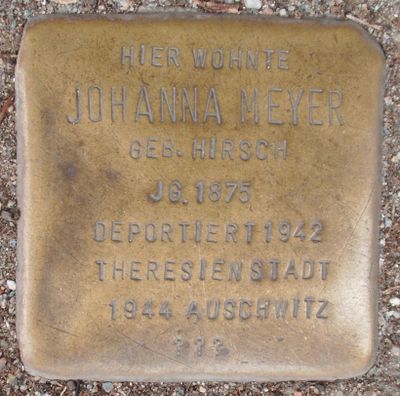 HIER WOHNTE
JOHANNA MEYER
GEB. HIRSCH
JG. 1875
DEPORTIERT 1942
THERESIENSTADT
1944 AUSCHWITZ
???